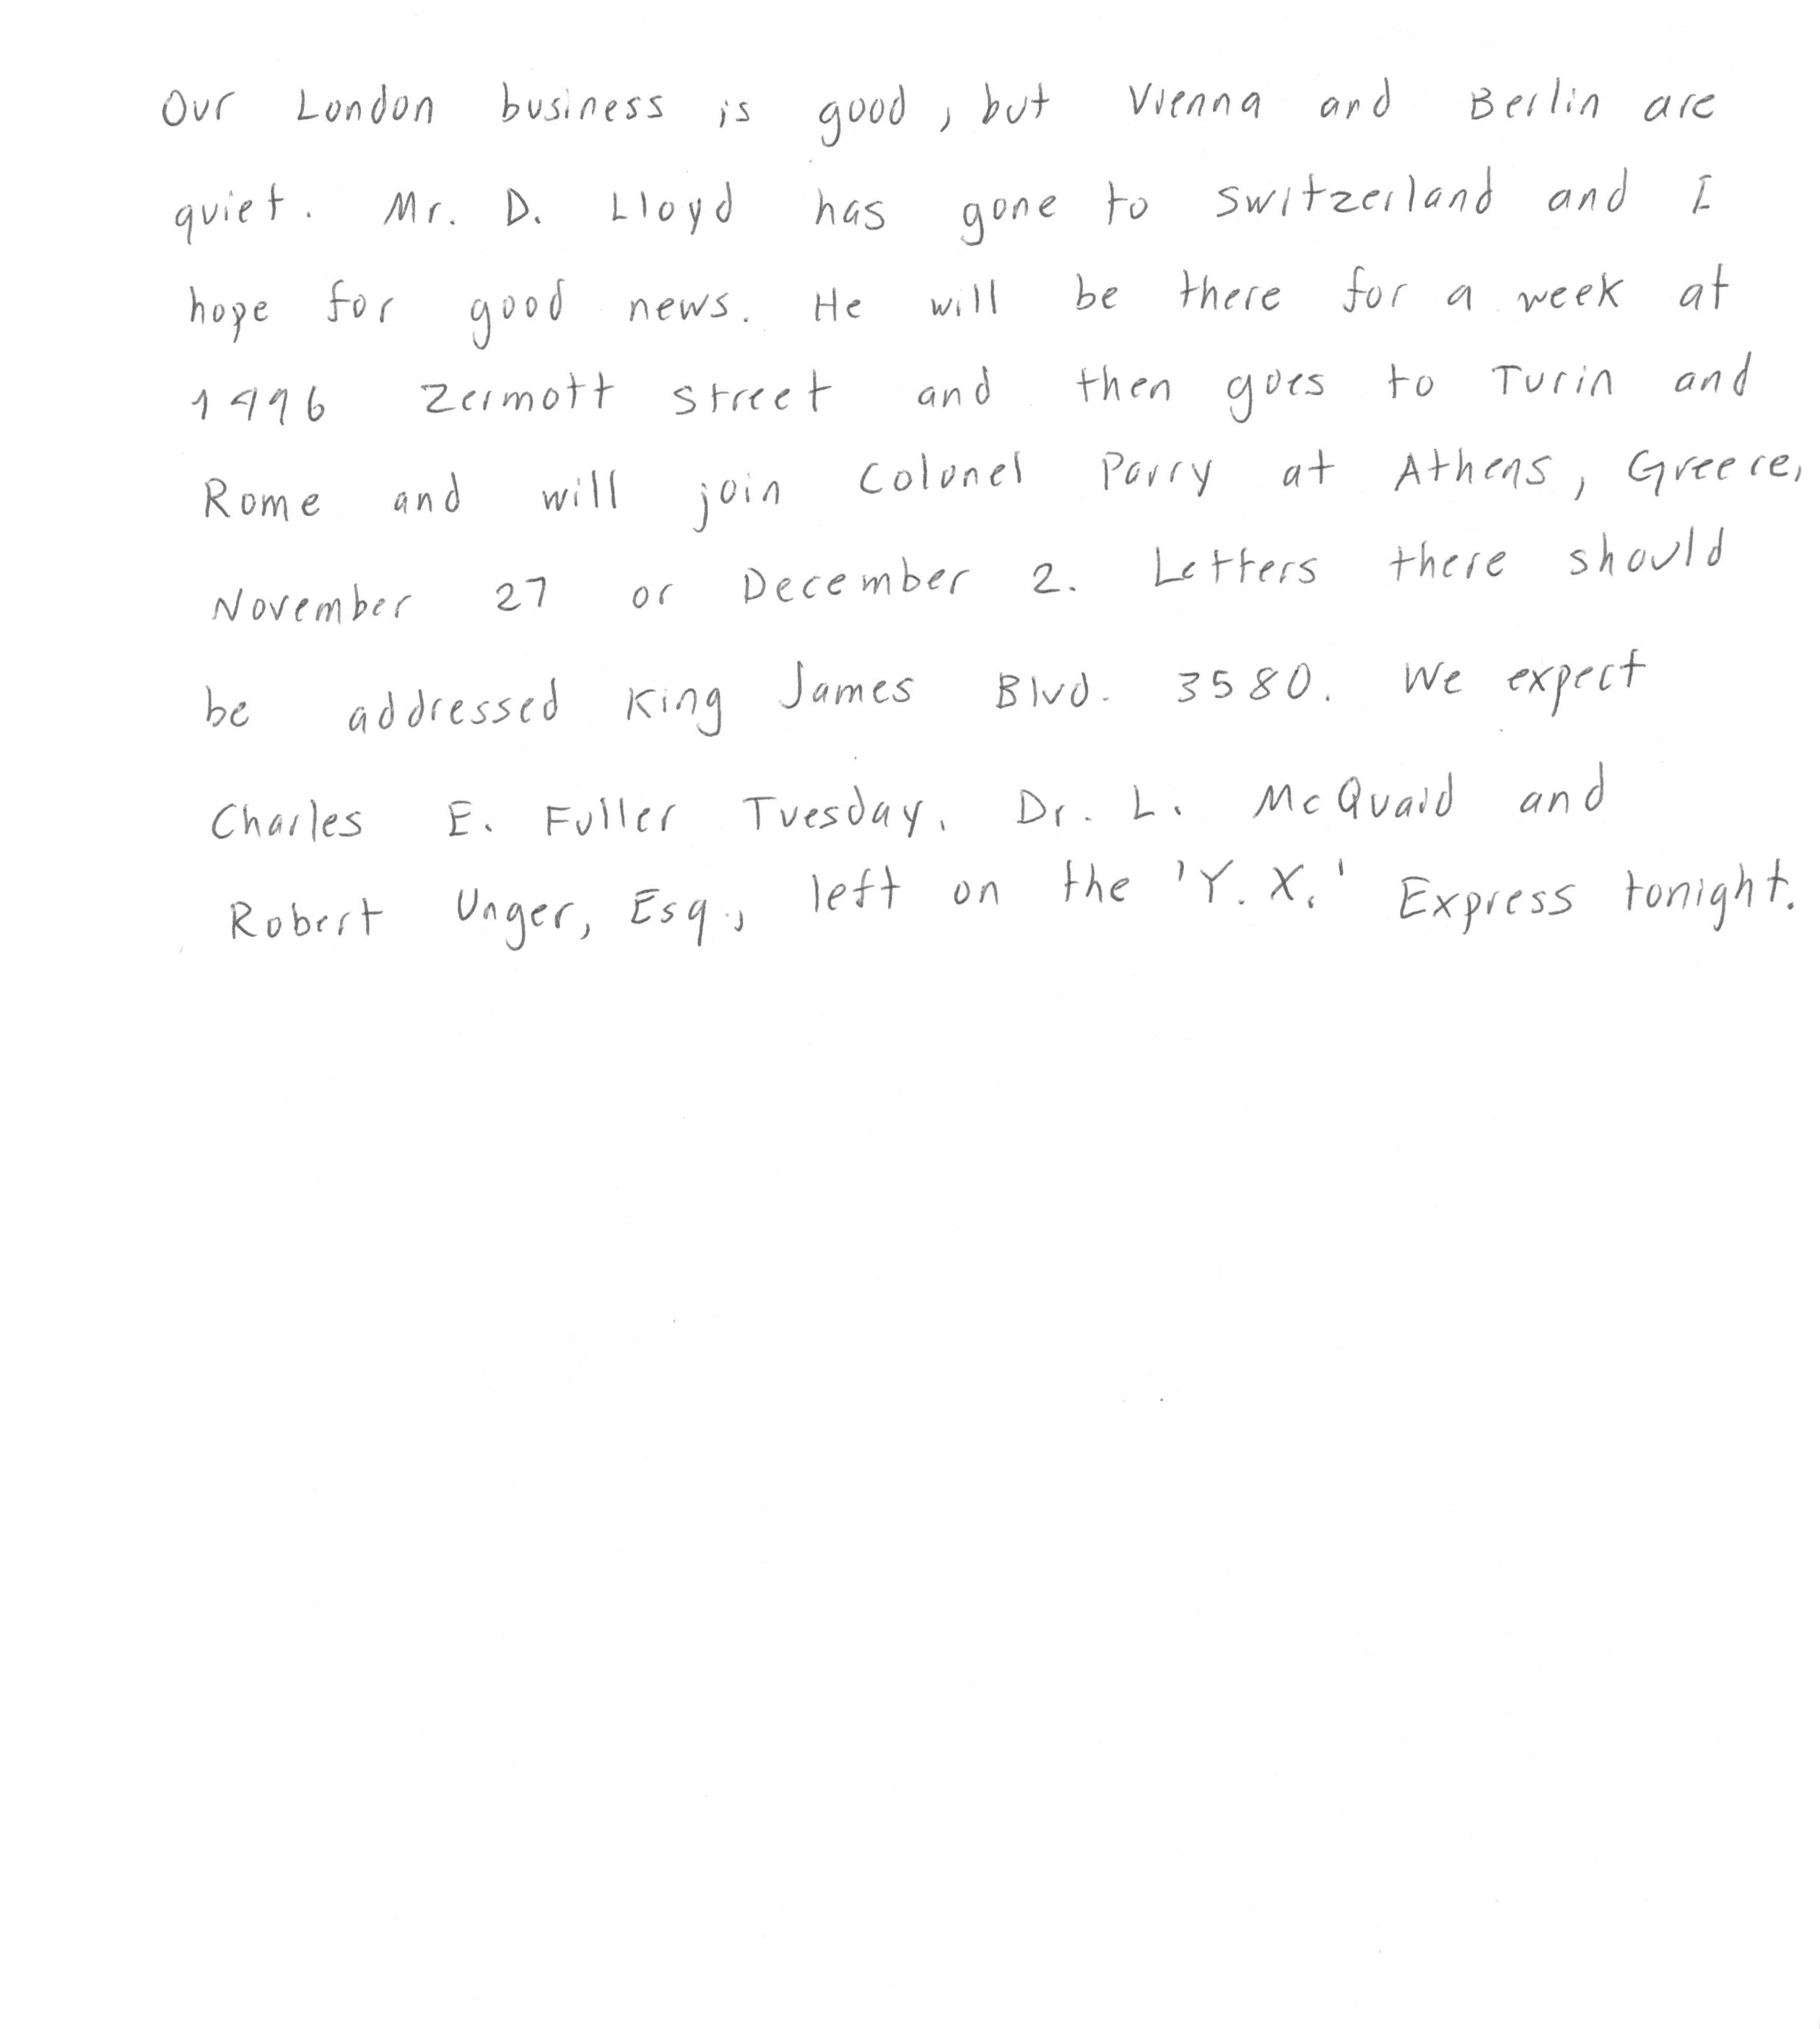 Our London business is good, but Vienna and Berlin are
quiet. Mr. D. Lloyd has gone to Switzerland and I
hope for good news. He will be there for a week at
1496 Zermott street and then goes to Turin and
Rome and will join Colonel Parry at Athens, Greece,
November 27 or December 2. Letters there should
be addressed King James Blvd. 3580. We expect
Charles E. Fuller Tuesday. Dr. L. McQuaid and
Robert Unger, Esq., left on the 'Y. X.' Express tonight.